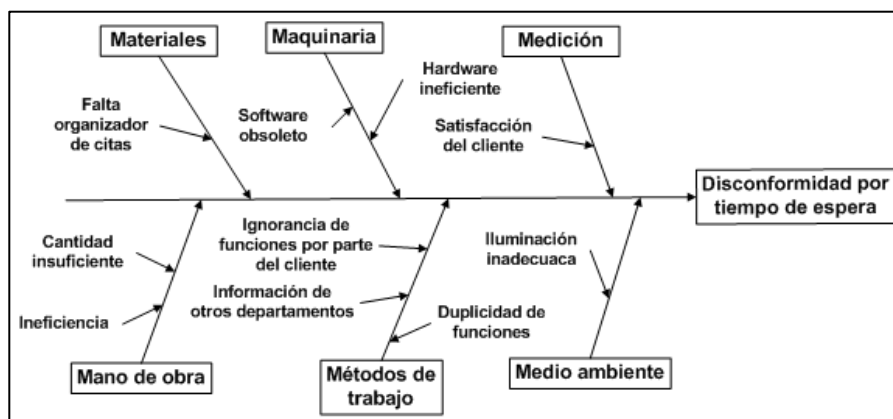 Materiales
Maquinaria
Medición
Hardware
ineficiente
Falta
organizador
de citas
Software
obsoleto
Satisfacción
del cliente
Disconformidad por
tiempo de espera
Cantidad
insuficiente
Ignorancia de
funciones por parte
del cliente
Iluminación
inadecuaca
Información de
otros departamentos
Ineficiencia
Duplicidad de
funciones
Mano de obra
Métodos de
trabajo
Medio ambiente